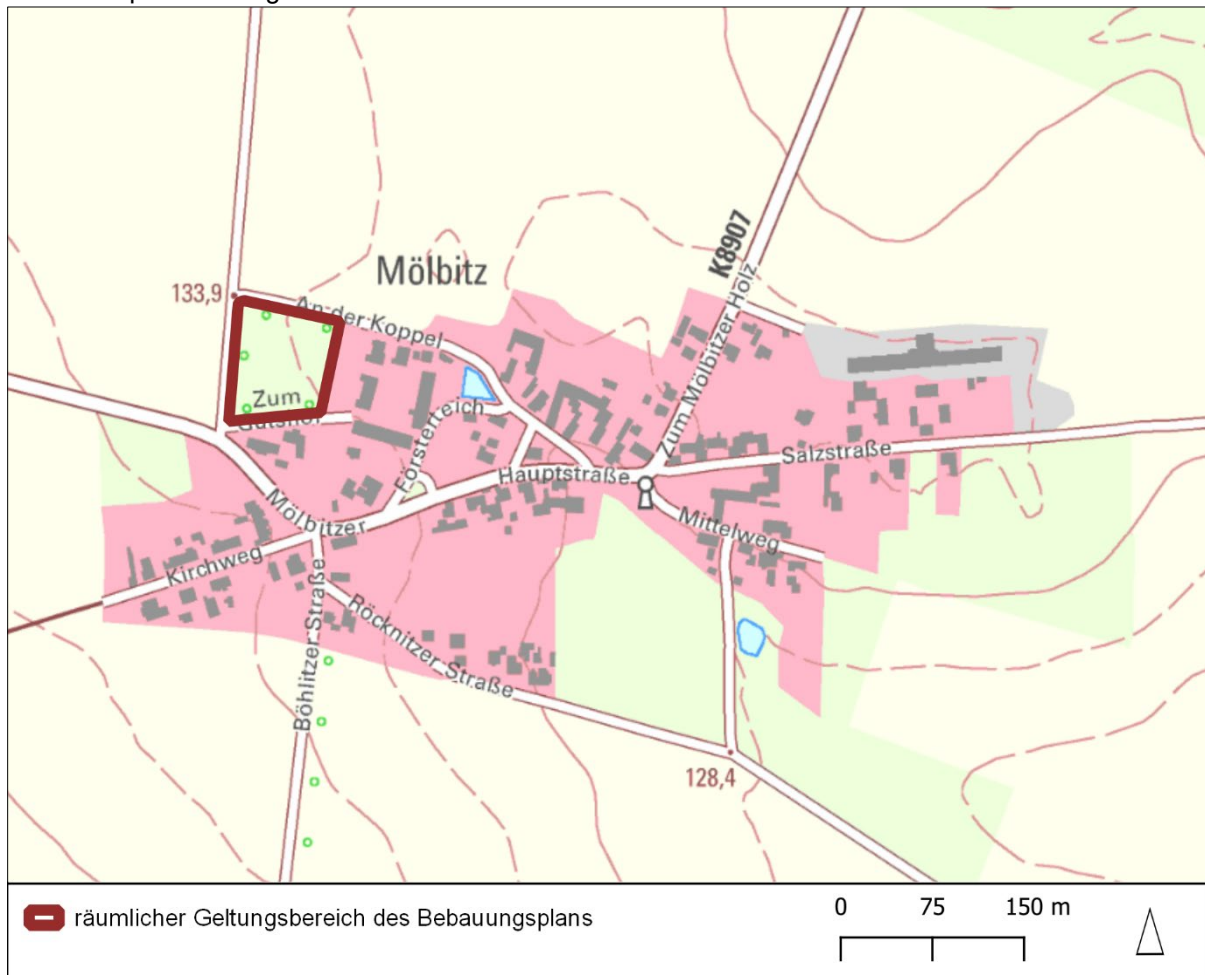 Mölbitz
K8907
133,9
An der Koppel
Zum
Zum Mölbitzer Holz
Försterteich
Hauptstraße
Salzstraße
Mölbitzer
Mittelweg
Kirchweg
Böhlitzer Straße
Röcknitzer Straße
128,4
räumlicher Geltungsbereich des Bebauungsplans
0 75 150 m